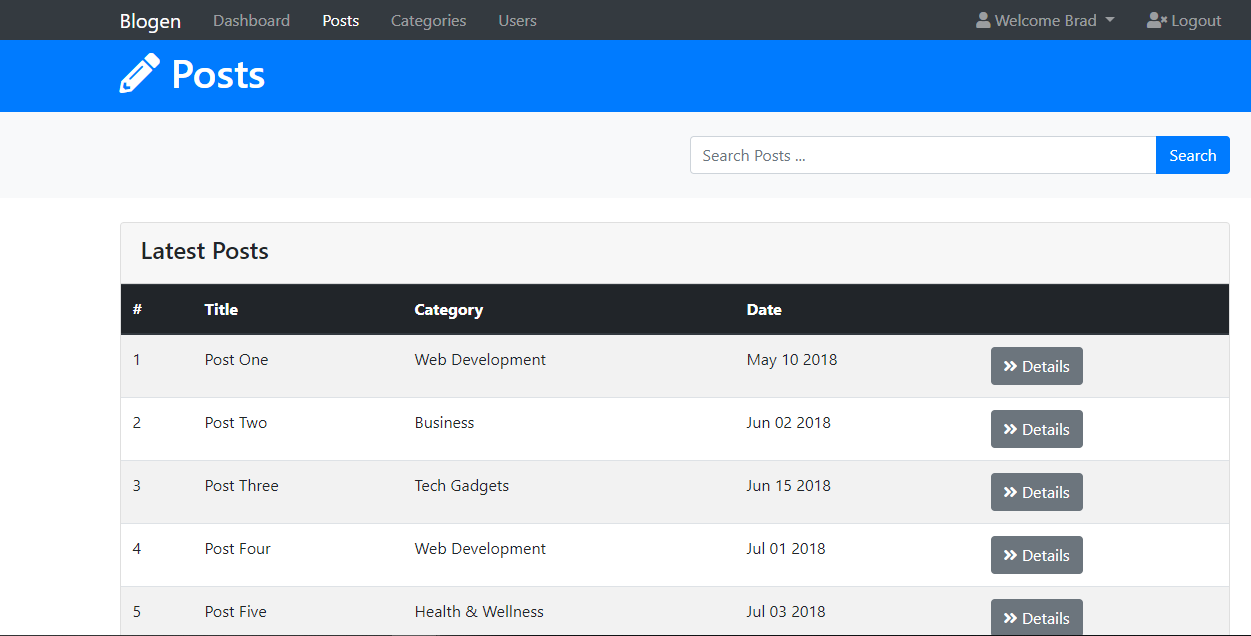 Blogen Dashboard Posts Categories Users Welcome Brad Logout
Posts
Search Posts ... Search
Latest Posts
# Title Category Date
1 Post One Web Development May 10 2018 Details
2 Post Two Business Jun 02 2018 Details
3 Post Three Tech Gadgets Jun 15 2018 Details
4 Post Four Web Development Jul 01 2018 Details
5 Post Five Health & Wellness Jul 03 2018 Details